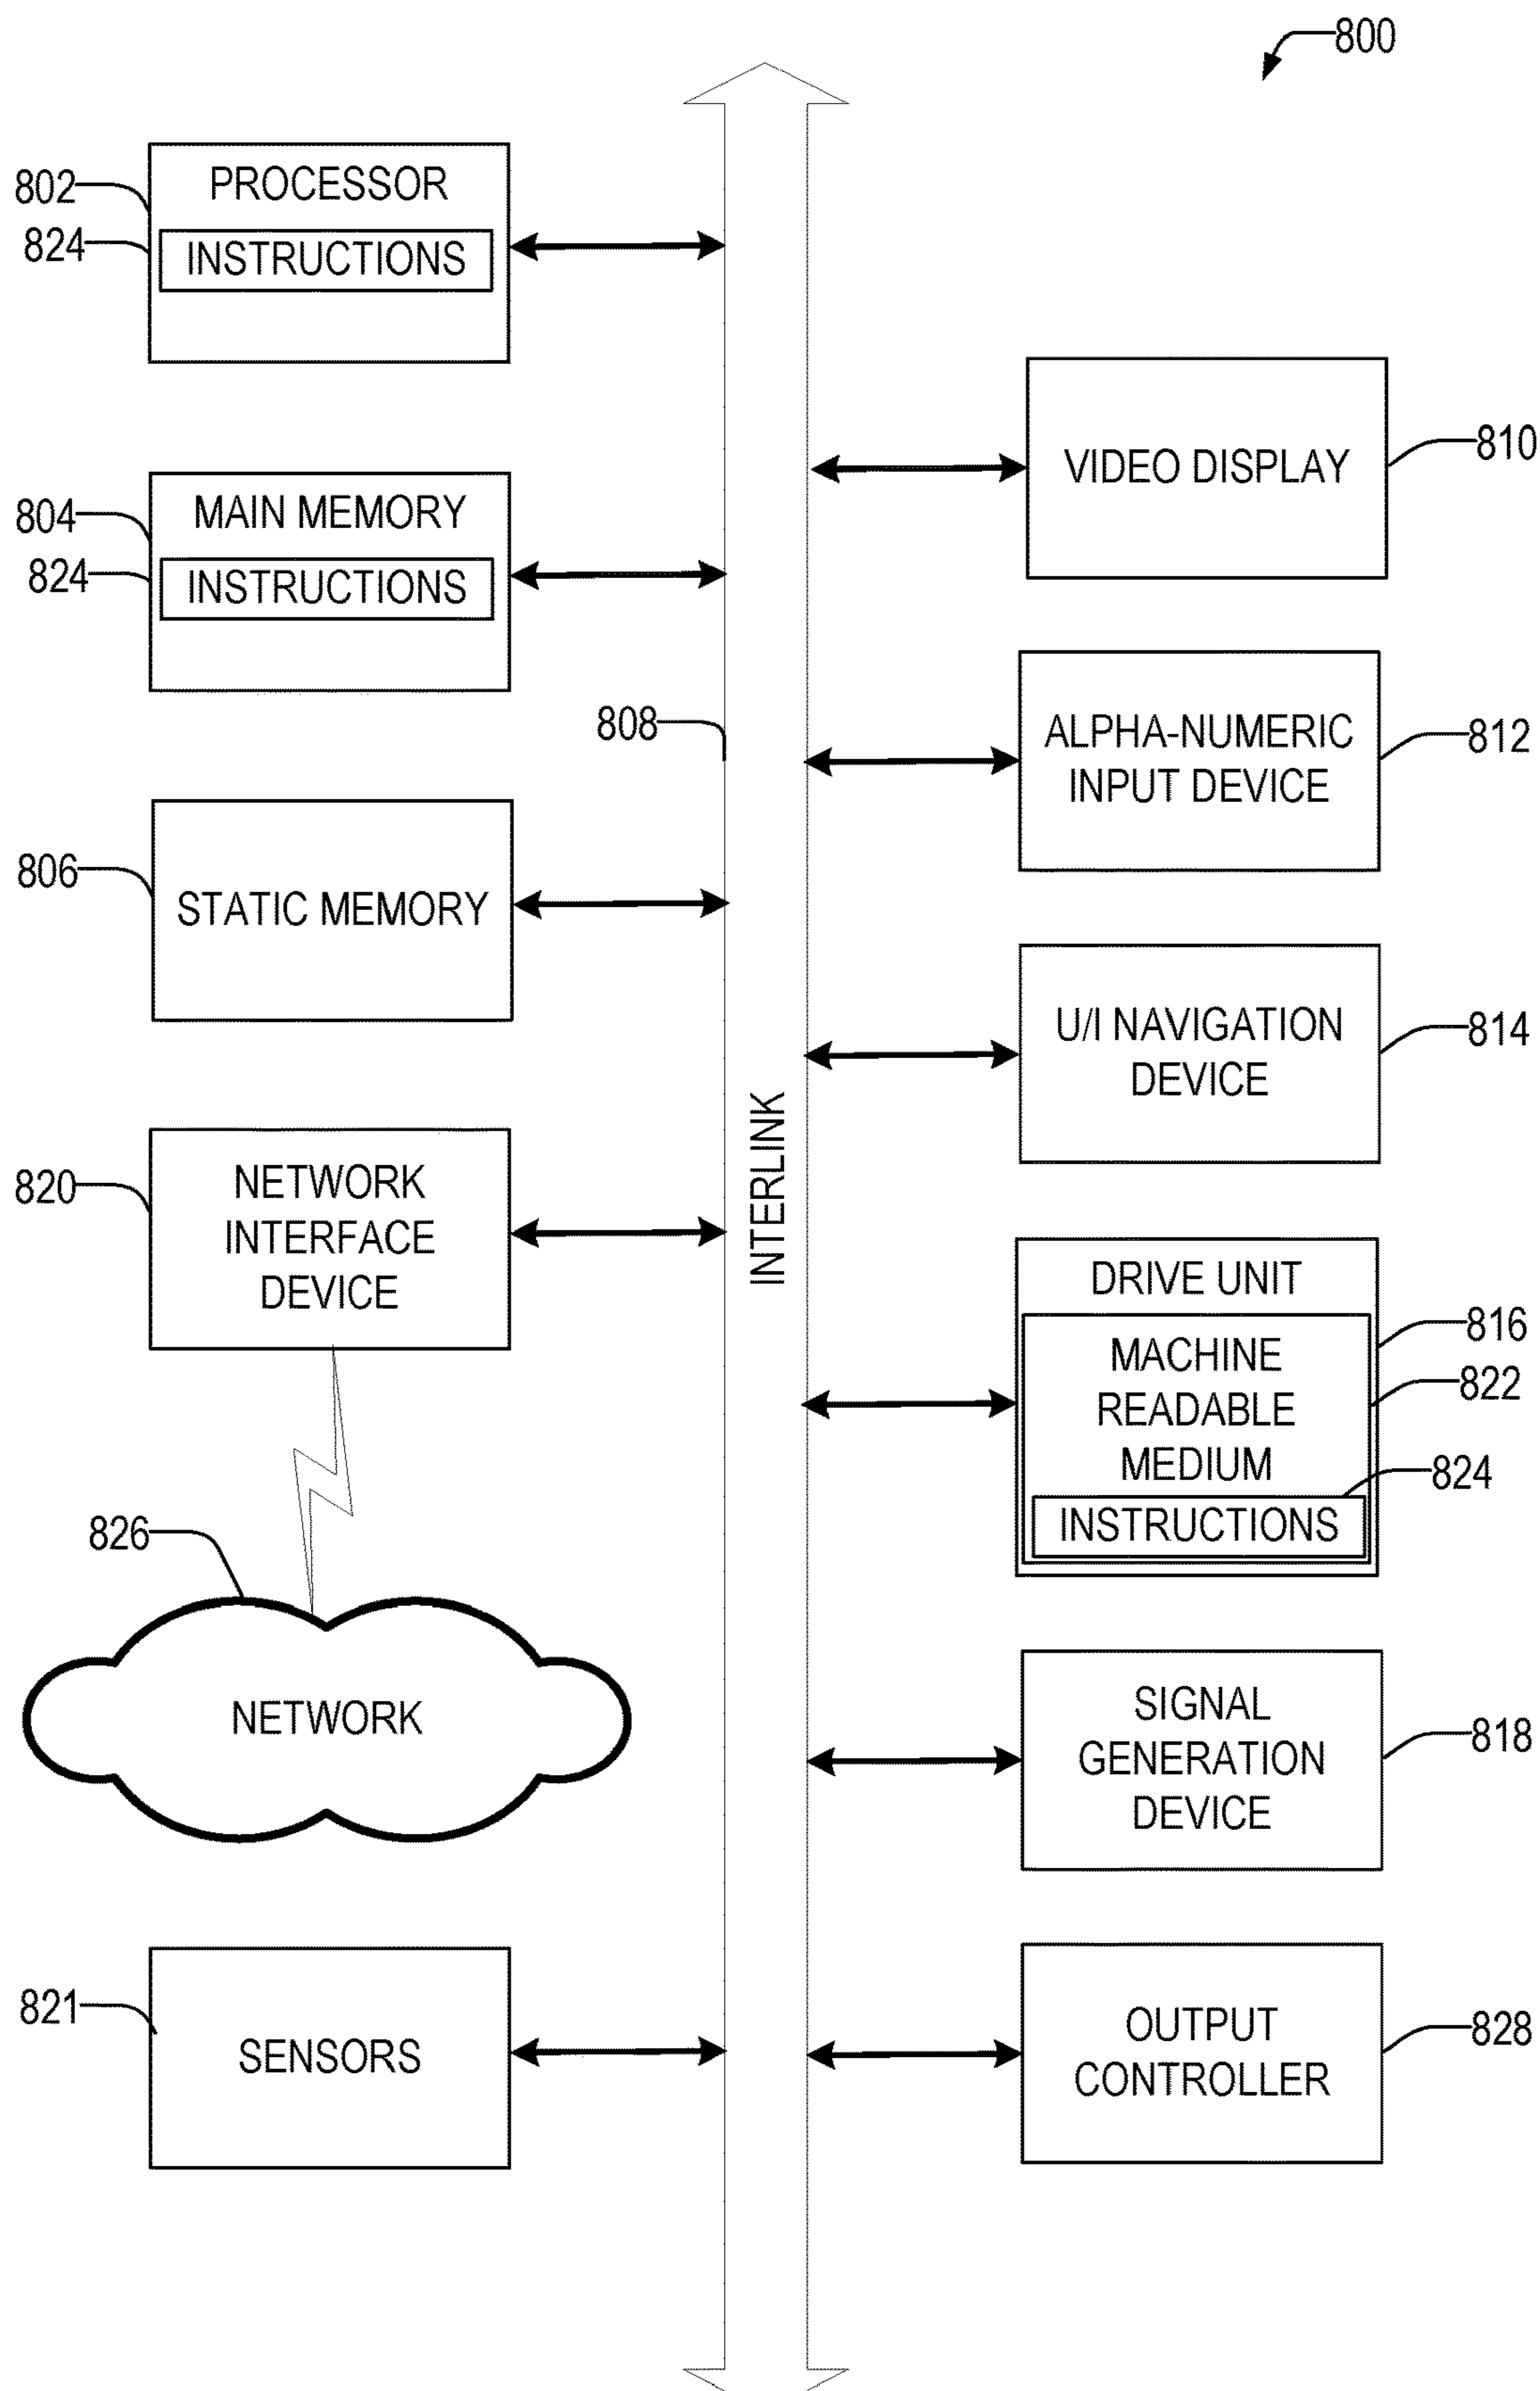 800
802
PROCESSOR
824
INSTRUCTIONS
804
MAIN MEMORY
824
INSTRUCTIONS
808
806
STATIC MEMORY
820
NETWORK
INTERFACE
DEVICE
826
NETWORK
821
SENSORS
INTERLINK
VIDEO DISPLAY
810
ALPHA-NUMERIC
INPUT DEVICE
812
U/I NAVIGATION
DEVICE
814
DRIVE UNIT
816
MACHINE
READABLE
MEDIUM
822
824
INSTRUCTIONS
SIGNAL
GENERATION
DEVICE
818
OUTPUT
CONTROLLER
828